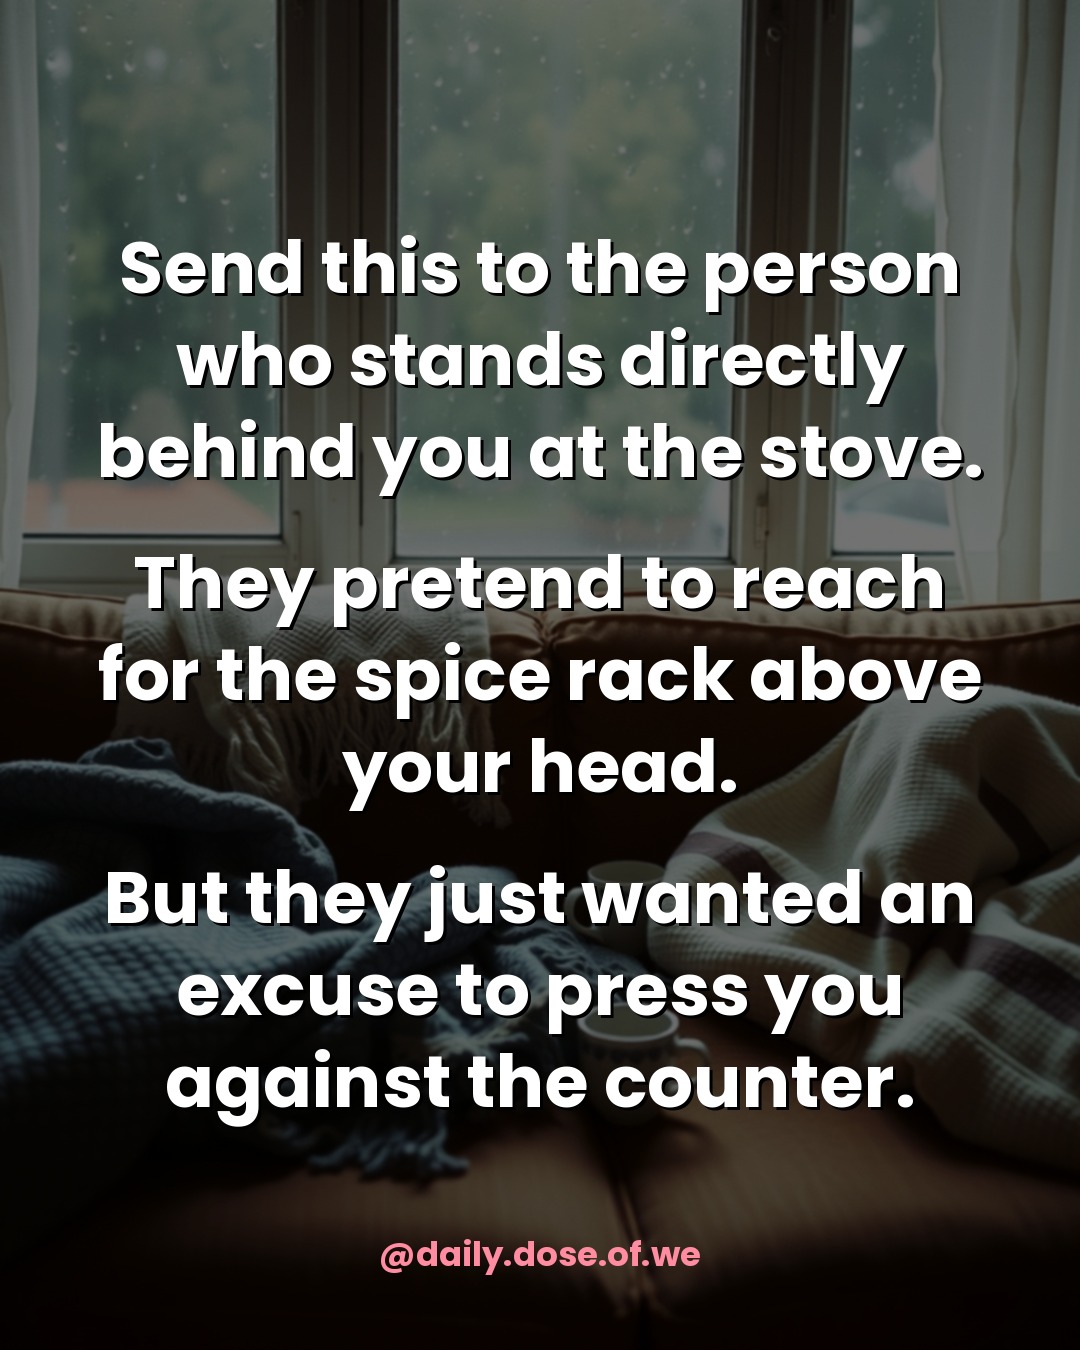 Send this to the person
who stands directly
behind you at the stove.
They pretend to reach
for the spice rack above
your head.
But they just wanted an
excuse to press you
against the counter.
@daily.dose.of.we